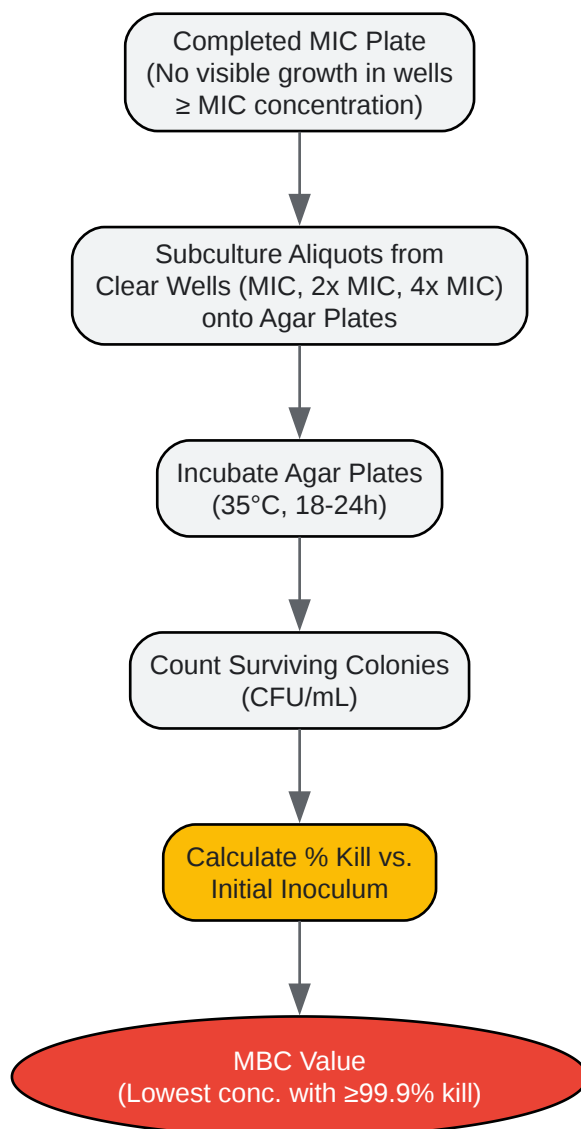 Completed MIC Plate
(No visible growth in wells
≥ MIC concentration)
Subculture Aliquots from
Clear Wells (MIC, 2x MIC, 4x MIC)
onto Agar Plates
Incubate Agar Plates
(35°C, 18-24h)
Count Surviving Colonies
(CFU/mL)
Calculate % Kill vs.
Initial Inoculum
MBC Value
(Lowest conc. with ≥99.9% kill)